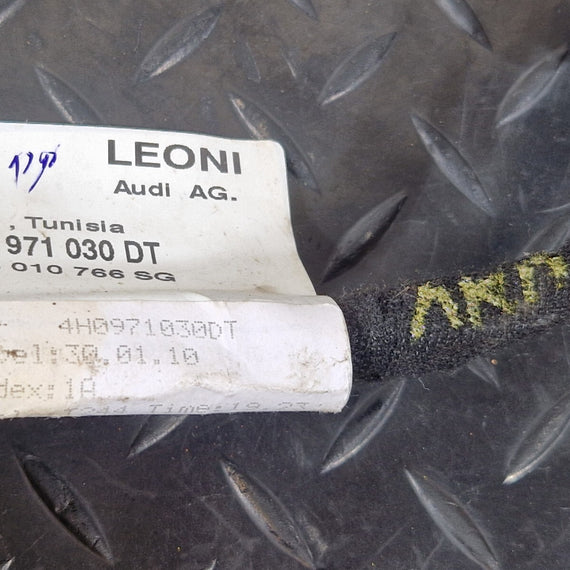 LEONI
Audi AG.
, Tunisia
971 030 DT
010 766 SG
4H0971030DT
el:30.01.10
dex:1A